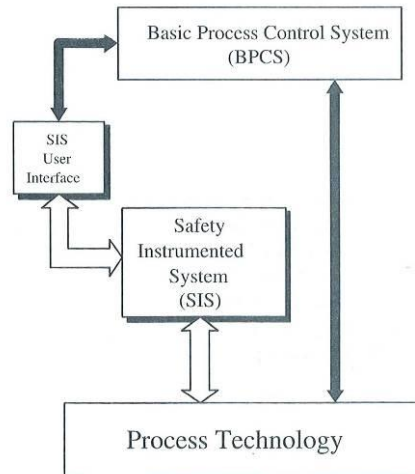 Basic Process Control System
(BPCS)
SIS
User
Interface
Safety
Instrumented
System
(SIS)
Process Technology